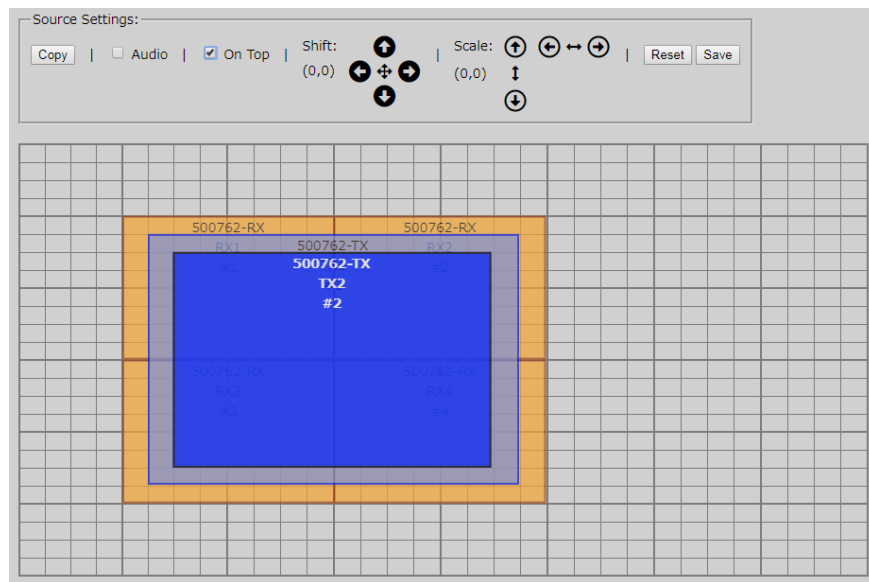 Source Settings:
Copy | Audio | On Top | Shift: (0,0) | Scale: (0,0) | Reset Save
500762-RX 500762-RX
RX1 500762-TX RX2
#1 500762-TX #2
TX2
#2
500762-RX 500762-RX
RX3 RX4
#3 #4